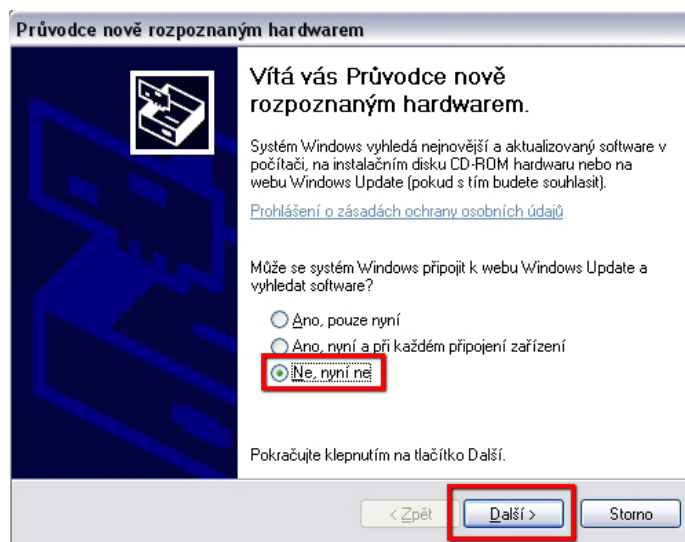 Průvodce nově rozpoznaným hardwarem
Vítá vás Průvodce nově
rozpoznaným hardwarem.
Systém Windows vyhledá nejnovější a aktualizovaný software v
počítači, na instalačním disku CD-ROM hardwaru nebo na
webu Windows Update (pokud s tím budete souhlasit).
Prohlášení o zásadách ochrany osobních údajů
Může se systém Windows připojit k webu Windows Update a
vyhledat software?
Ano, pouze nyní
Ano, nyní a při každém připojení zařízení
Ne, nyní ne
Pokračujte klepnutím na tlačítko Další.
< Zpět Další > Storno